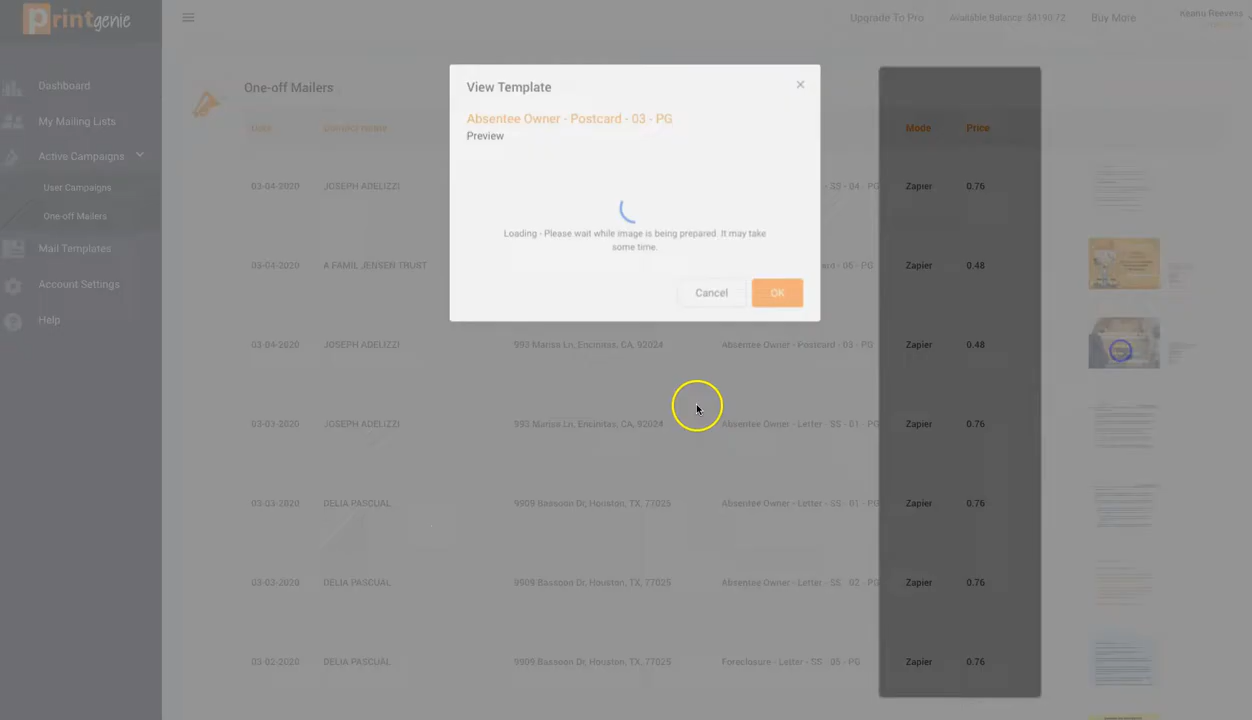 printgenie
Upgrade To Pro
Available Balance: $8190.72
Buy More
Keano Reevess
Dashboard
My Mailing Lists
Active Campaigns
User Campaigns
One-off Mailers
Mail Templates
Account Settings
Help
One-off Mailers
Date
Mode
Price
View Template
Absentee Owner - Postcard - 03 - PG
Preview
Loading - Please wait while image is being prepared. It may take
some time.
Cancel
OK
03-04-2020 JOSEPH ADELIZZI - SS - 04 - PG Zapier 0.76
03-04-2020 A FAMIL JENSEN TRUST Zapier 0.48
03-04-2020 JOSEPH ADELIZZI 993 Marisa Ln, Encinitas, CA, 92024 Absentee Owner - Postcard - 03 - PG Zapier 0.48
03-03-2020 JOSEPH ADELIZZI 993 Marisa Ln, Encinitas, CA, 92024 Absentee Owner - Letter - SS - 01 - PG Zapier 0.76
03-03-2020 DELIA PASCUAL 9909 Bassoon Dr, Houston, TX, 77025 Absentee Owner - Letter - SS - 01 - PG Zapier 0.76
03-03-2020 DELIA PASCUAL 9909 Bassoon Dr, Houston, TX, 77025 Absentee Owner - Letter - SS - 02 - PG Zapier 0.76
03-02-2020 DELIA PASCUAL 9909 Bassoon Dr, Houston, TX, 77025 Foreclosure - Letter - SS - 05 - PG Zapier 0.76